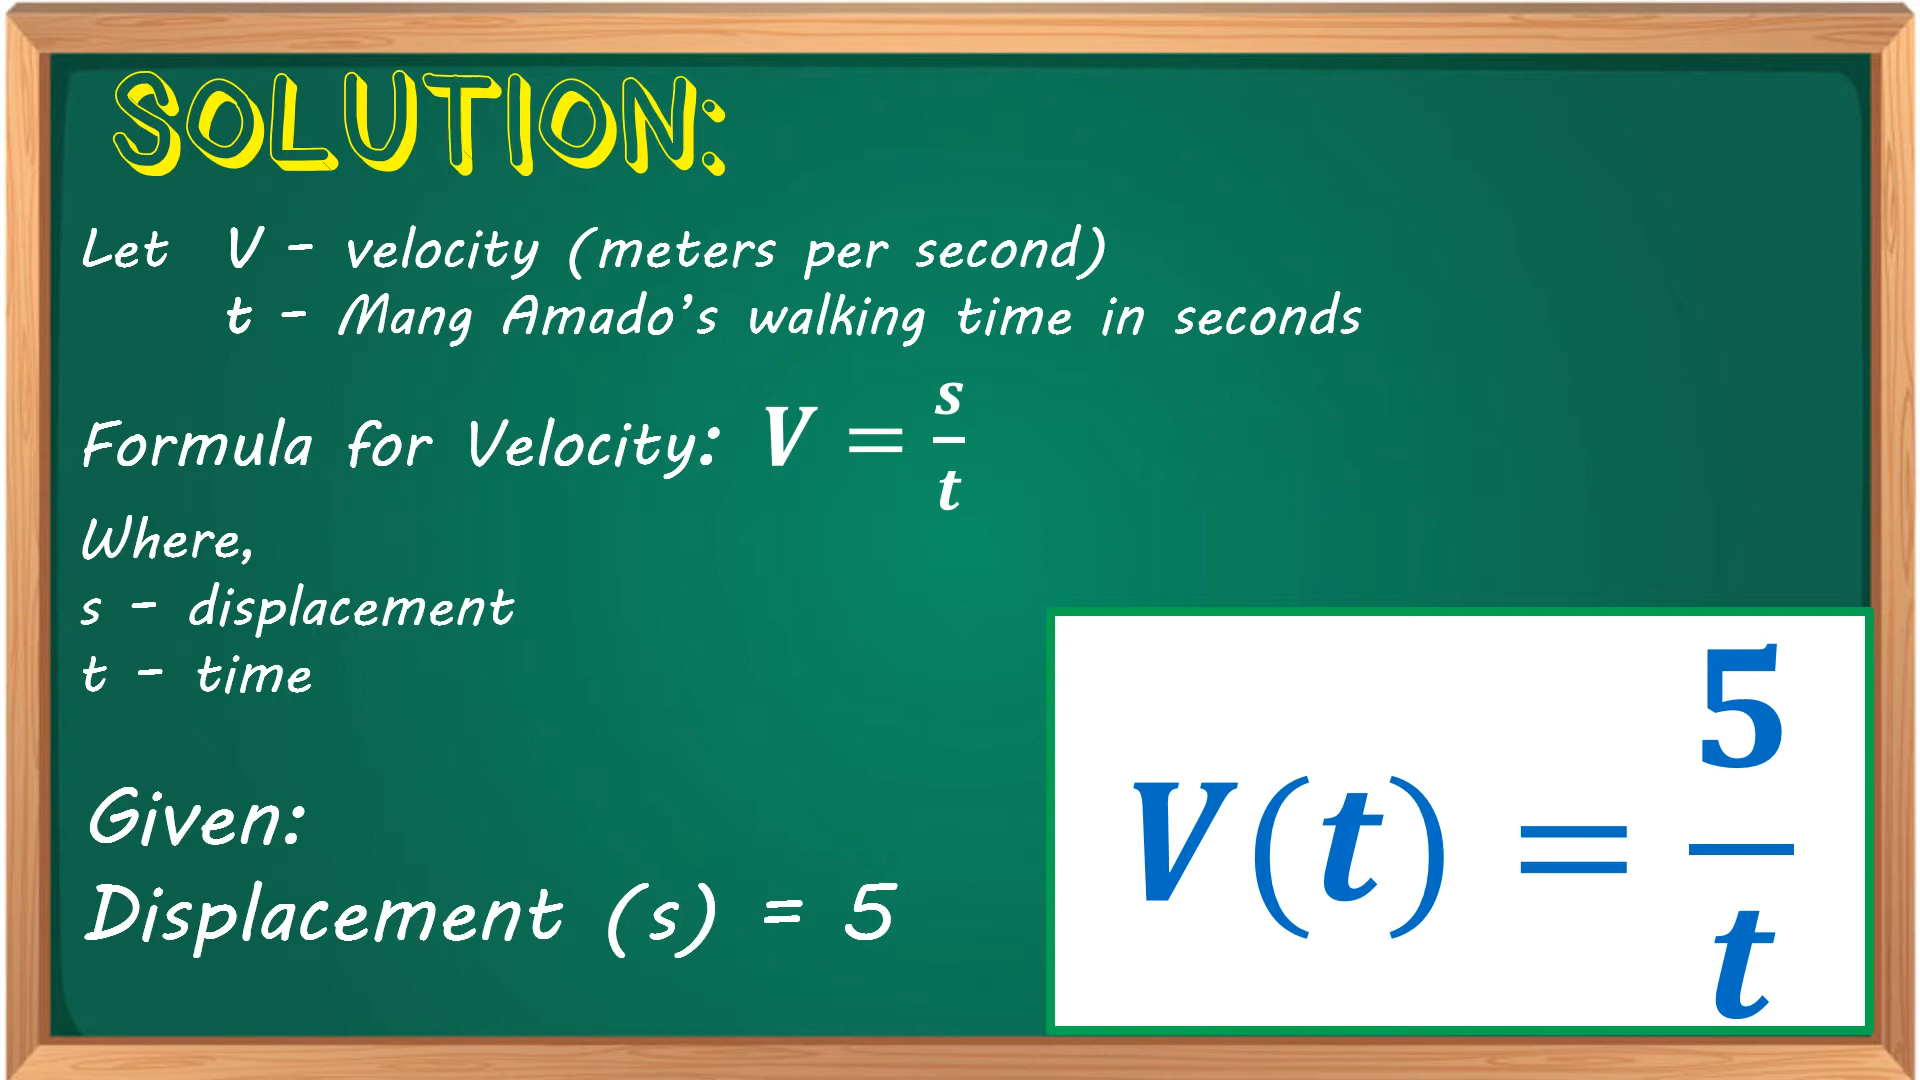 SOLUTION:
Let V - velocity (meters per second)
t - Mang Amado's walking time in seconds
Formula for Velocity: V = s/t
Where,
s - displacement
t - time
Given:
Displacement (s) = 5
V(t) = 5/t